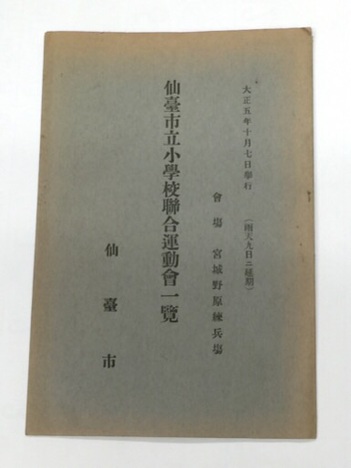 大正五年十月七日擧行
(雨天九日ニ延期)
會場 宮城野原練兵場
仙臺市立小學校聯合運動會一覽
仙臺市